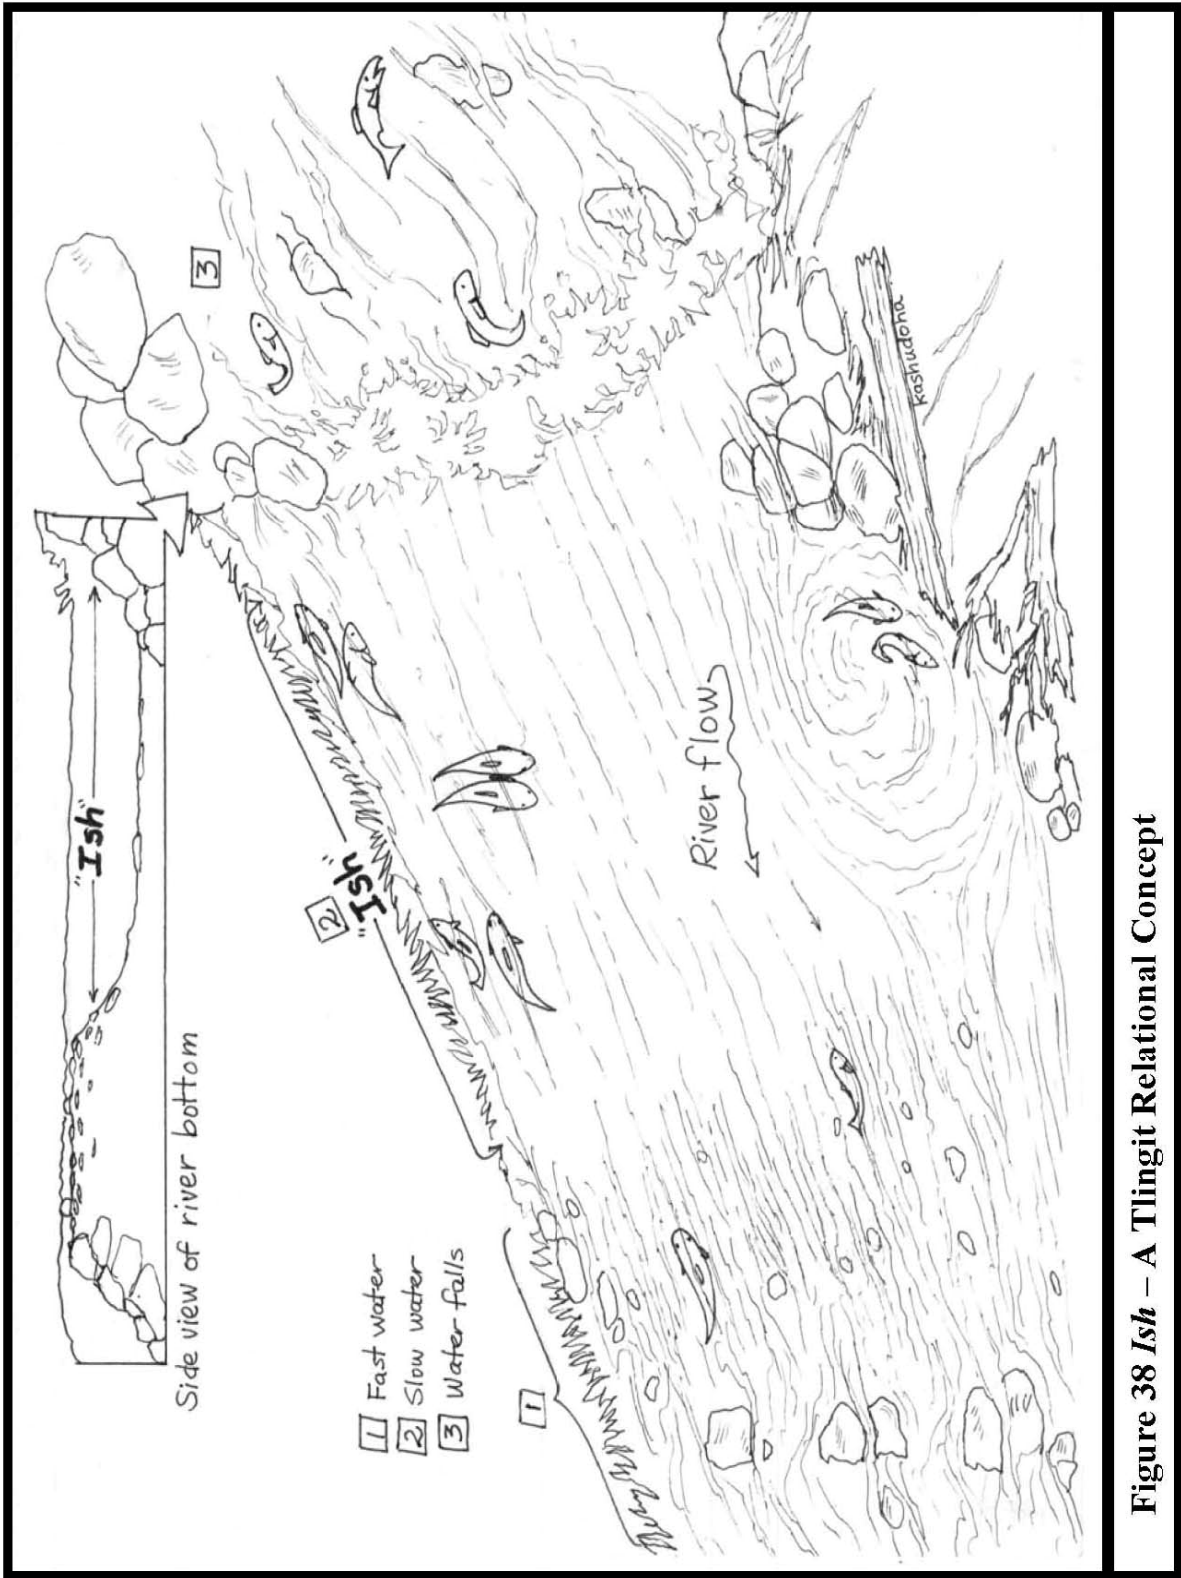 "Ish"
Side view of river bottom
1 Fast water
2 Slow water
3 Water falls
1
2
"Ish"
3
River flow
Kashudoha
Figure 38 Ish – A Tlingit Relational Concept